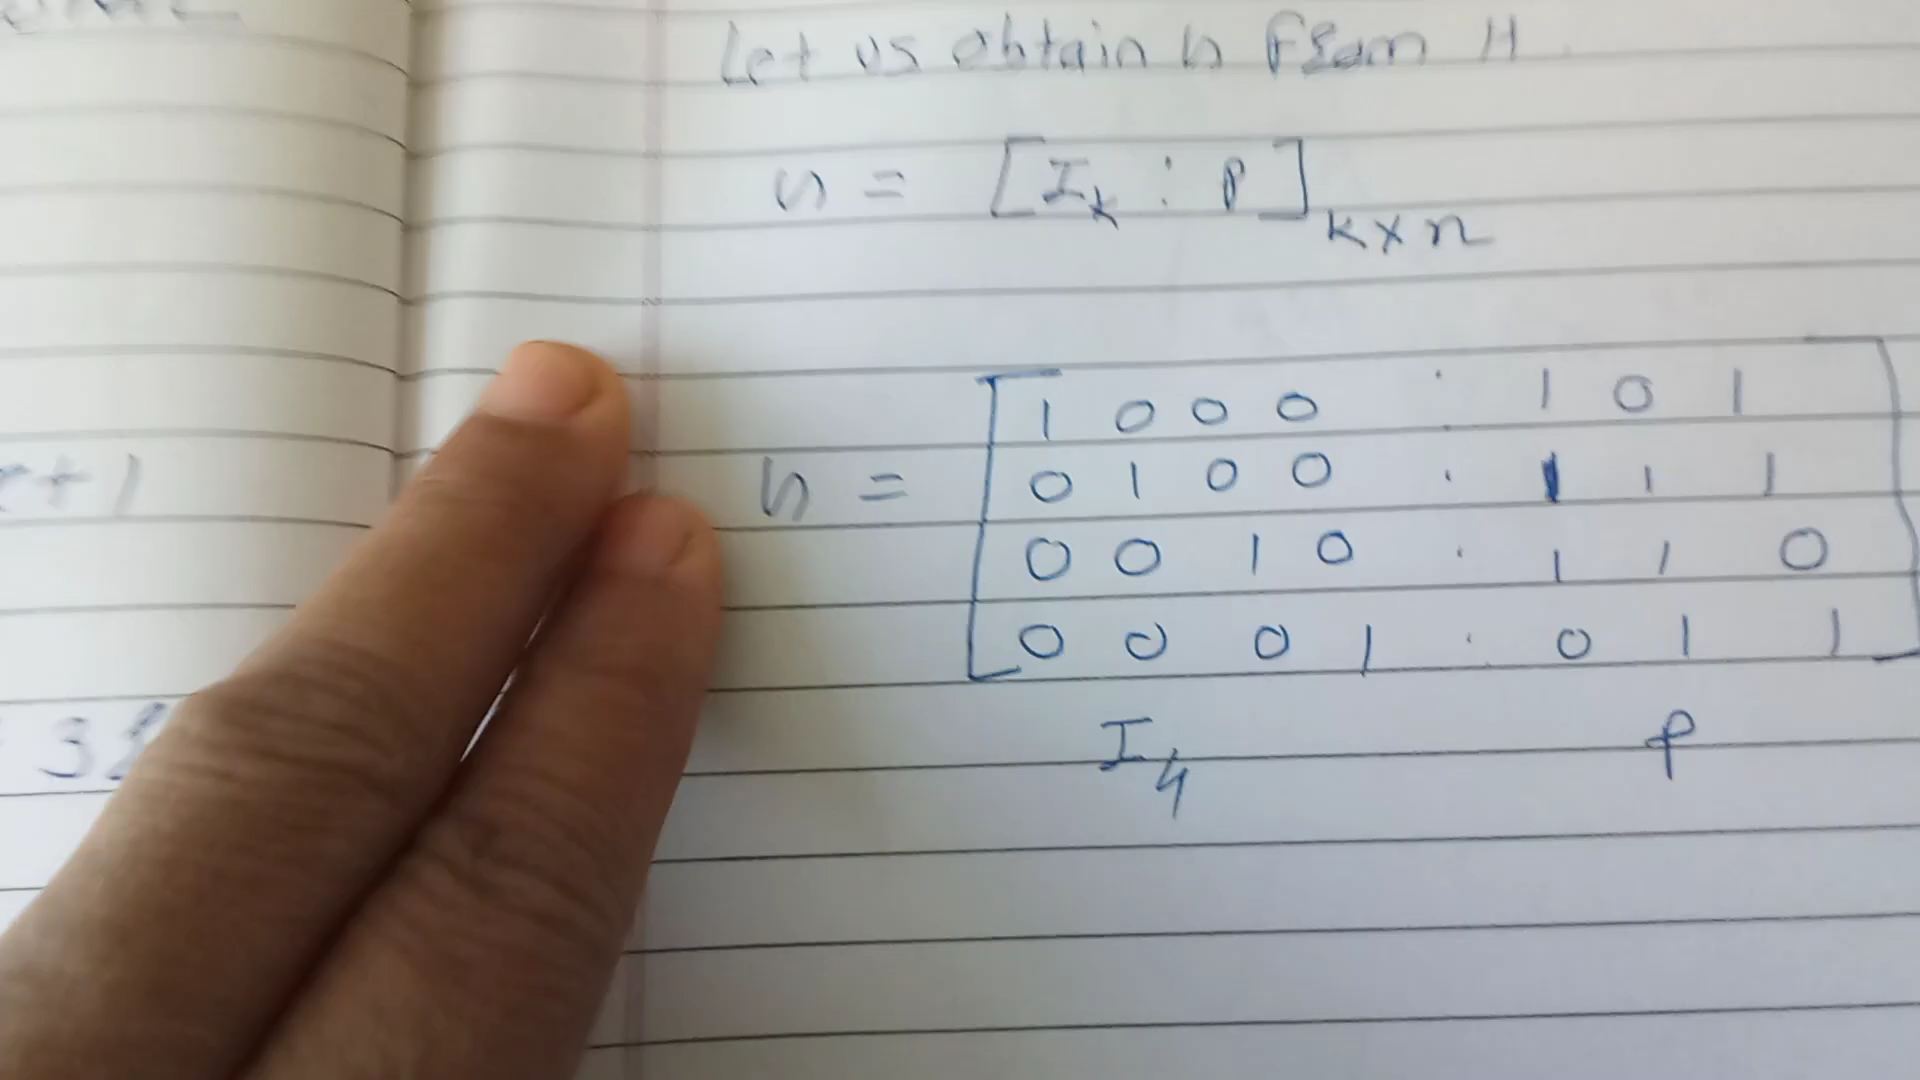 r+1
Let us obtain G from H
G = [I_k : P]_{k×n}
G = [1 0 0 0 : 1 0 1
0 1 0 0 . 1 1 1
0 0 1 0 . 1 1 0
0 0 0 1 . 0 1 1]
I_4 P